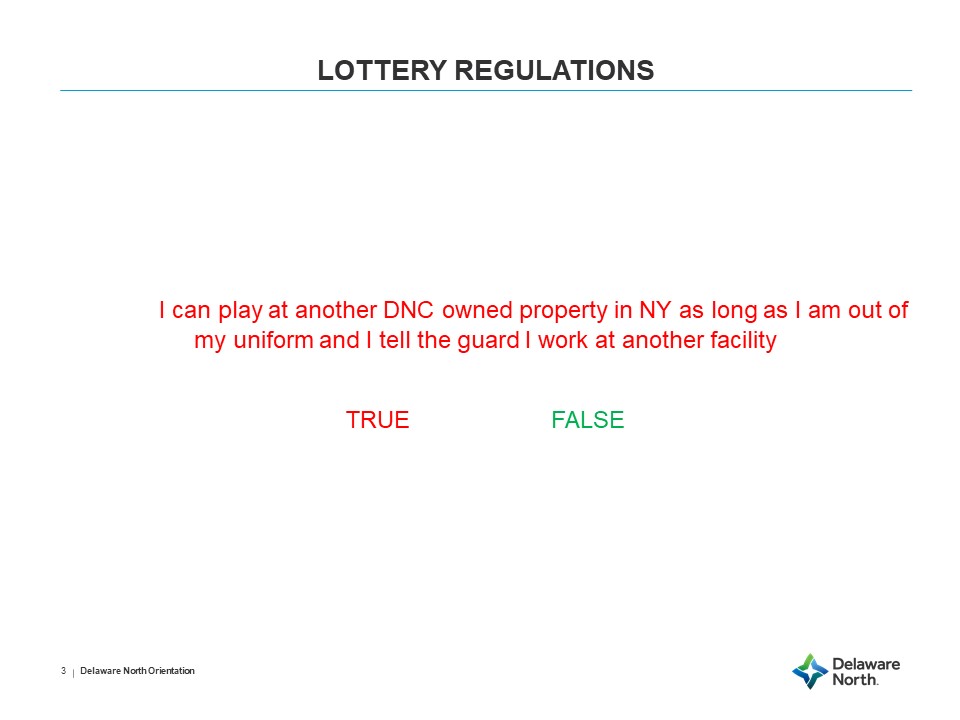 LOTTERY REGULATIONS
I can play at another DNC owned property in NY as long as I am out of
my uniform and I tell the guard I work at another facility
TRUE FALSE
3 | Delaware North Orientation
Delaware
North.